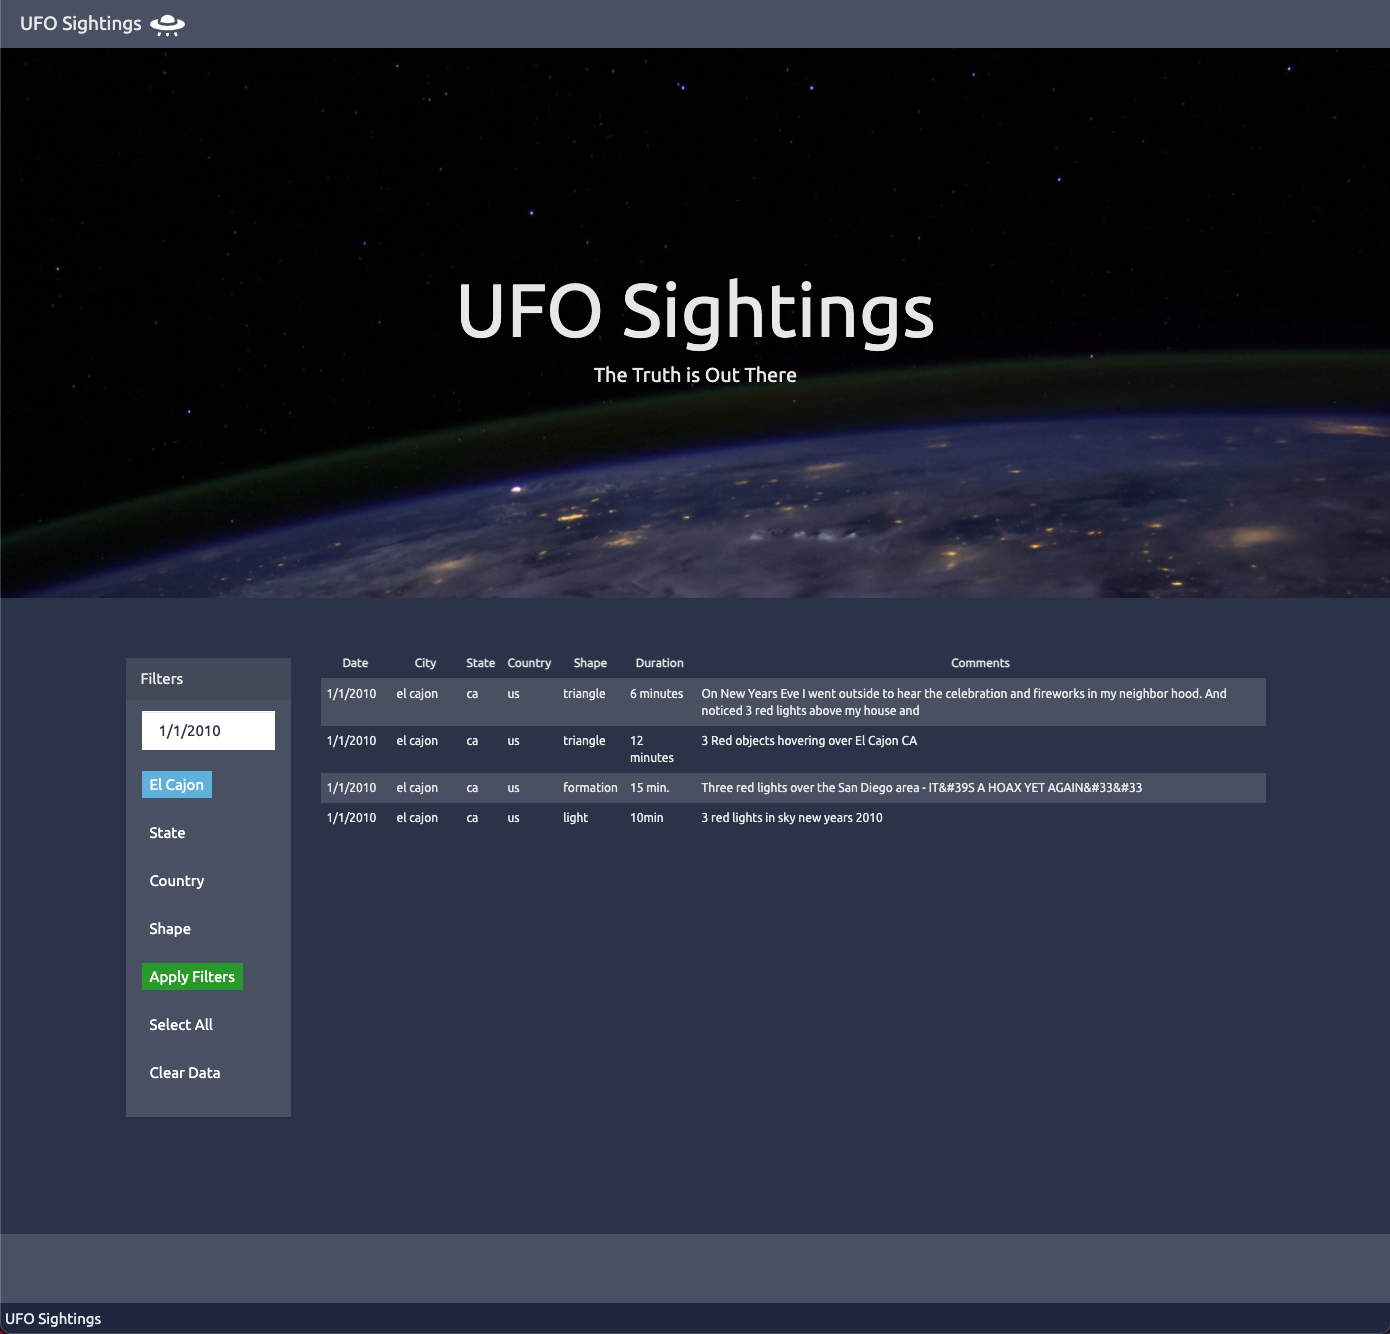 UFO Sightings
UFO Sightings
The Truth is Out There
Filters
1/1/2010
El Cajon
State
Country
Shape
Apply Filters
Select All
Clear Data
Date City State Country Shape Duration Comments
1/1/2010 el cajon ca us triangle 6 minutes On New Years Eve I went outside to hear the celebration and fireworks in my neighbor hood. And
noticed 3 red lights above my house and
1/1/2010 el cajon ca us triangle 12 3 Red objects hovering over El Cajon CA
minutes
1/1/2010 el cajon ca us formation 15 min. Three red lights over the San Diego area - IT&#39S A HOAX YET AGAIN&#33&#33
1/1/2010 el cajon ca us light 10min 3 red lights in sky new years 2010
UFO Sightings